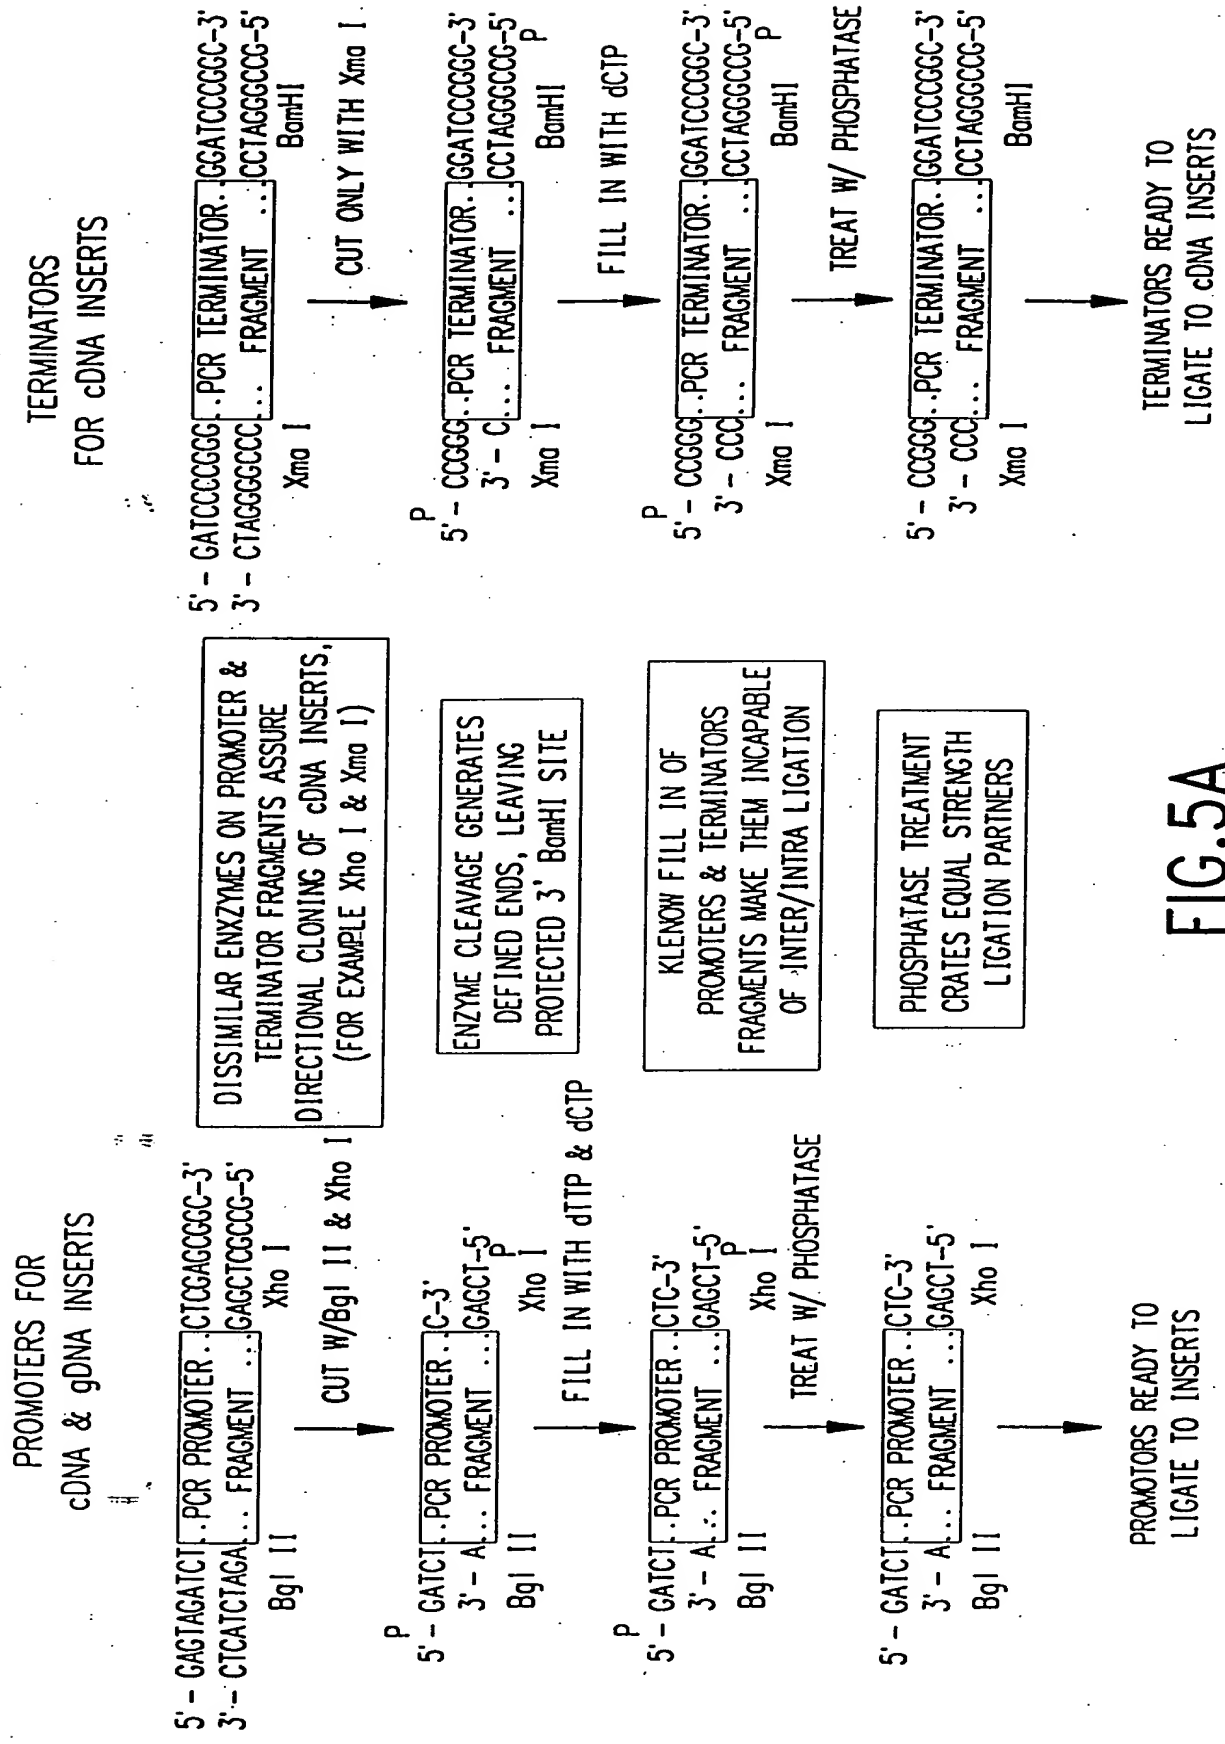 PROMOTERS FOR
cDNA & gDNA INSERTS
5'- GAGTAGATCT..PCR PROMOTER..CTCGAGCGGC-3'
3'- CTCATCTAGA... FRAGMENT ...GAGCTCGCCG-5'
Bgl II
Xho I
CUT W/Bgl II & Xho I
P
5'- GATCT..PCR PROMOTER..C-3'
3'- A... FRAGMENT ...GAGCT-5'
P
Bgl II
Xho I
FILL IN WITH dTTP & dCTP
P
5'- GATCT..PCR PROMOTER..CTC-3'
3'- A... FRAGMENT ...GAGCT-5'
P
Bgl II
Xho I
TREAT W/ PHOSPHATASE
5'- GATCT..PCR PROMOTER..CTC-3'
3'- A... FRAGMENT ...GAGCT-5'
Bgl II
Xho I
PROMOTORS READY TO
LIGATE TO INSERTS
DISSIMILAR ENXZYMES ON PROMOTER &
TERMINATOR FRAGMENTS ASSURE
DIRECTIONAL CLONING OF cDNA INSERTS,
(FOR EXAMPLE Xho I & Xma I)
ENZYME CLEAVAGE GENERATES
DEFINED ENDS, LEAVING
PROTECTED 3' BamHI SITE
KLENOW FILL IN OF
PROMOTERS & TERMINATORS
FRAGMENTS MAKE THEM INCAPABLE
OF INTER/INTRA LIGATION
PHOSPHATASE TREATMENT
CRATES EQUAL STRENGTH
LIGATION PARTNERS
TERMINATORS
FOR cDNA INSERTS
5'- GATCCCCGGG..PCR TERMINATOR..GGATCCCGGC-3'
3'- CTAGGGGCCC... FRAGMENT ...CCTAGGGCCG-5'
Xma I
BamHI
CUT ONLY WITH Xma I
P
5'- CCGGG..PCR TERMINATOR..GGATCCCGGC-3'
3'- C... FRAGMENT ...CCTAGGGCCG-5'
P
Xma I
BamHI
FILL IN WITH dCTP
P
5'- CCGGG..PCR TERMINATOR..GGATCCCGGC-3'
3'- CCC... FRAGMENT ...CCTAGGGCCG-5'
P
Xma I
BamHI
TREAT W/ PHOSPHATASE
5'- CCGGG..PCR TERMINATOR..GGATCCCGGC-3'
3'- CCC... FRAGMENT ...CCTAGGGCCG-5'
Xma I
BamHI
TERMINATORS READY TO
LIGATE TO cDNA INSERTS
FIG.5A